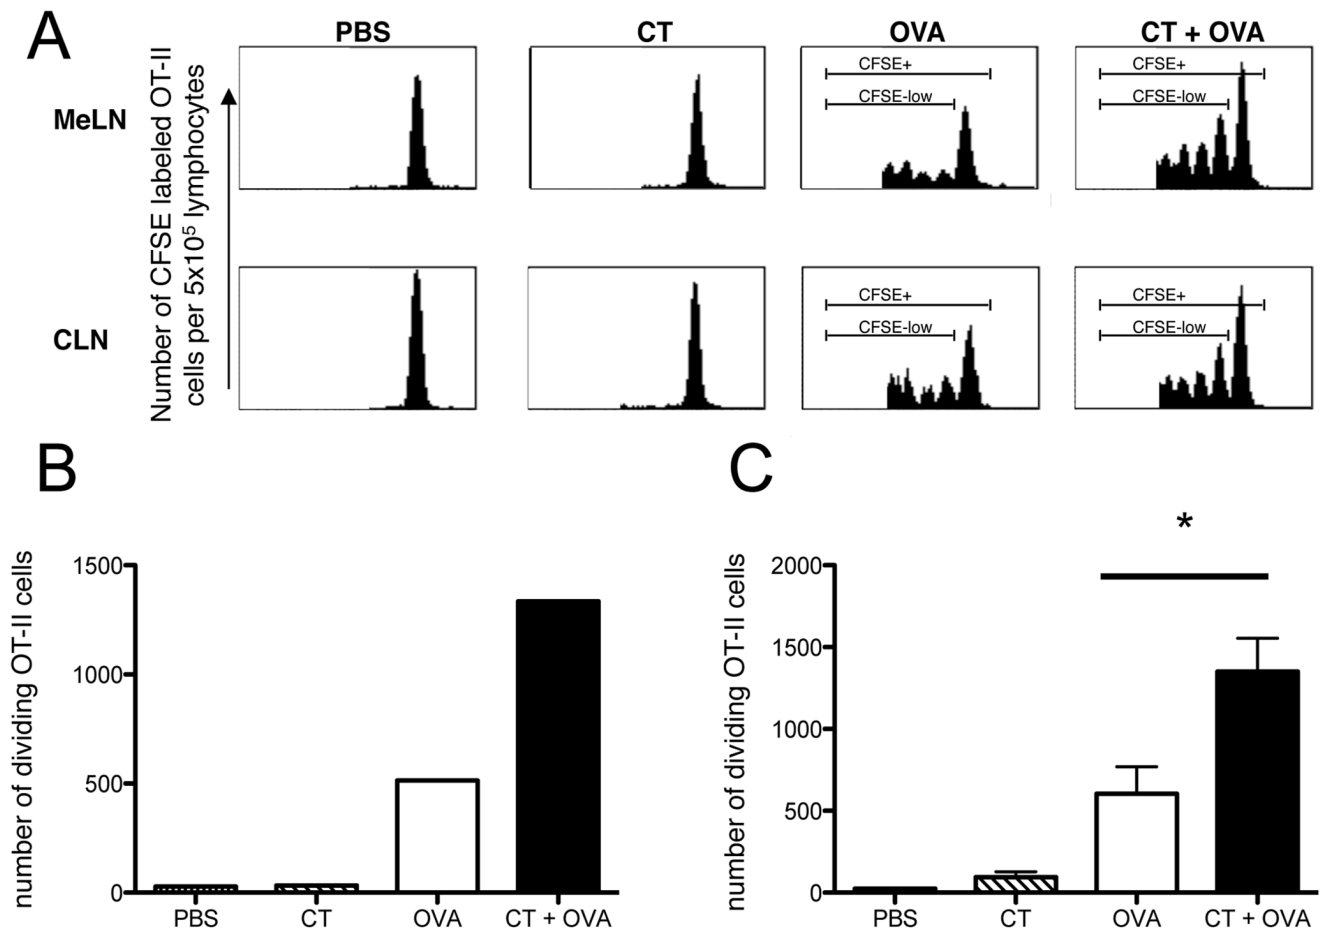 A
PBS
CT
OVA
CT + OVA
MeLN
CLN
Number of CFSE labeled OT-II
cells per 5x10⁵ lymphocytes
CFSE+
CFSE-low
CFSE+
CFSE-low
CFSE+
CFSE-low
CFSE+
CFSE-low
B
number of dividing OT-II cells
1500
1000
500
0
PBS
CT
OVA
CT + OVA
C
number of dividing OT-II cells
2000
1500
1000
500
0
*
PBS
CT
OVA
CT + OVA